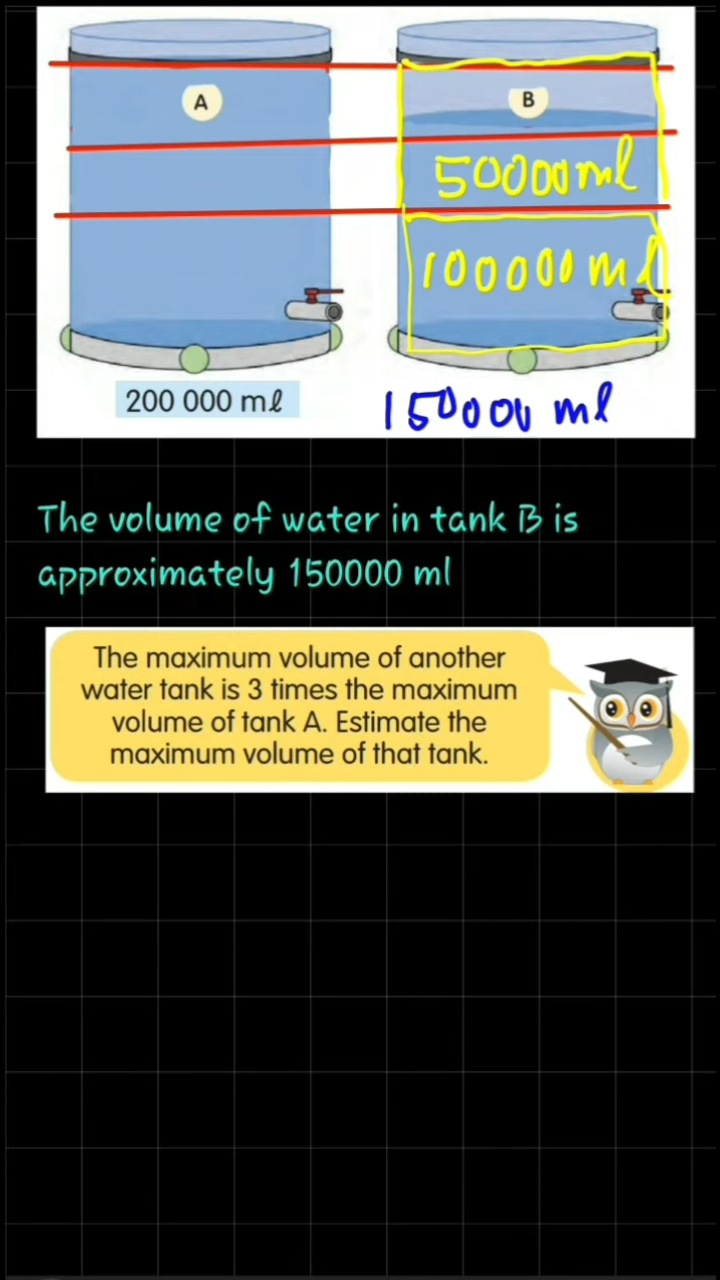 A
B
50000ml
100000ml
200 000 mℓ
150000 ml
The volume of water in tank B is
approximately 150000 ml
The maximum volume of another
water tank is 3 times the maximum
volume of tank A. Estimate the
maximum volume of that tank.